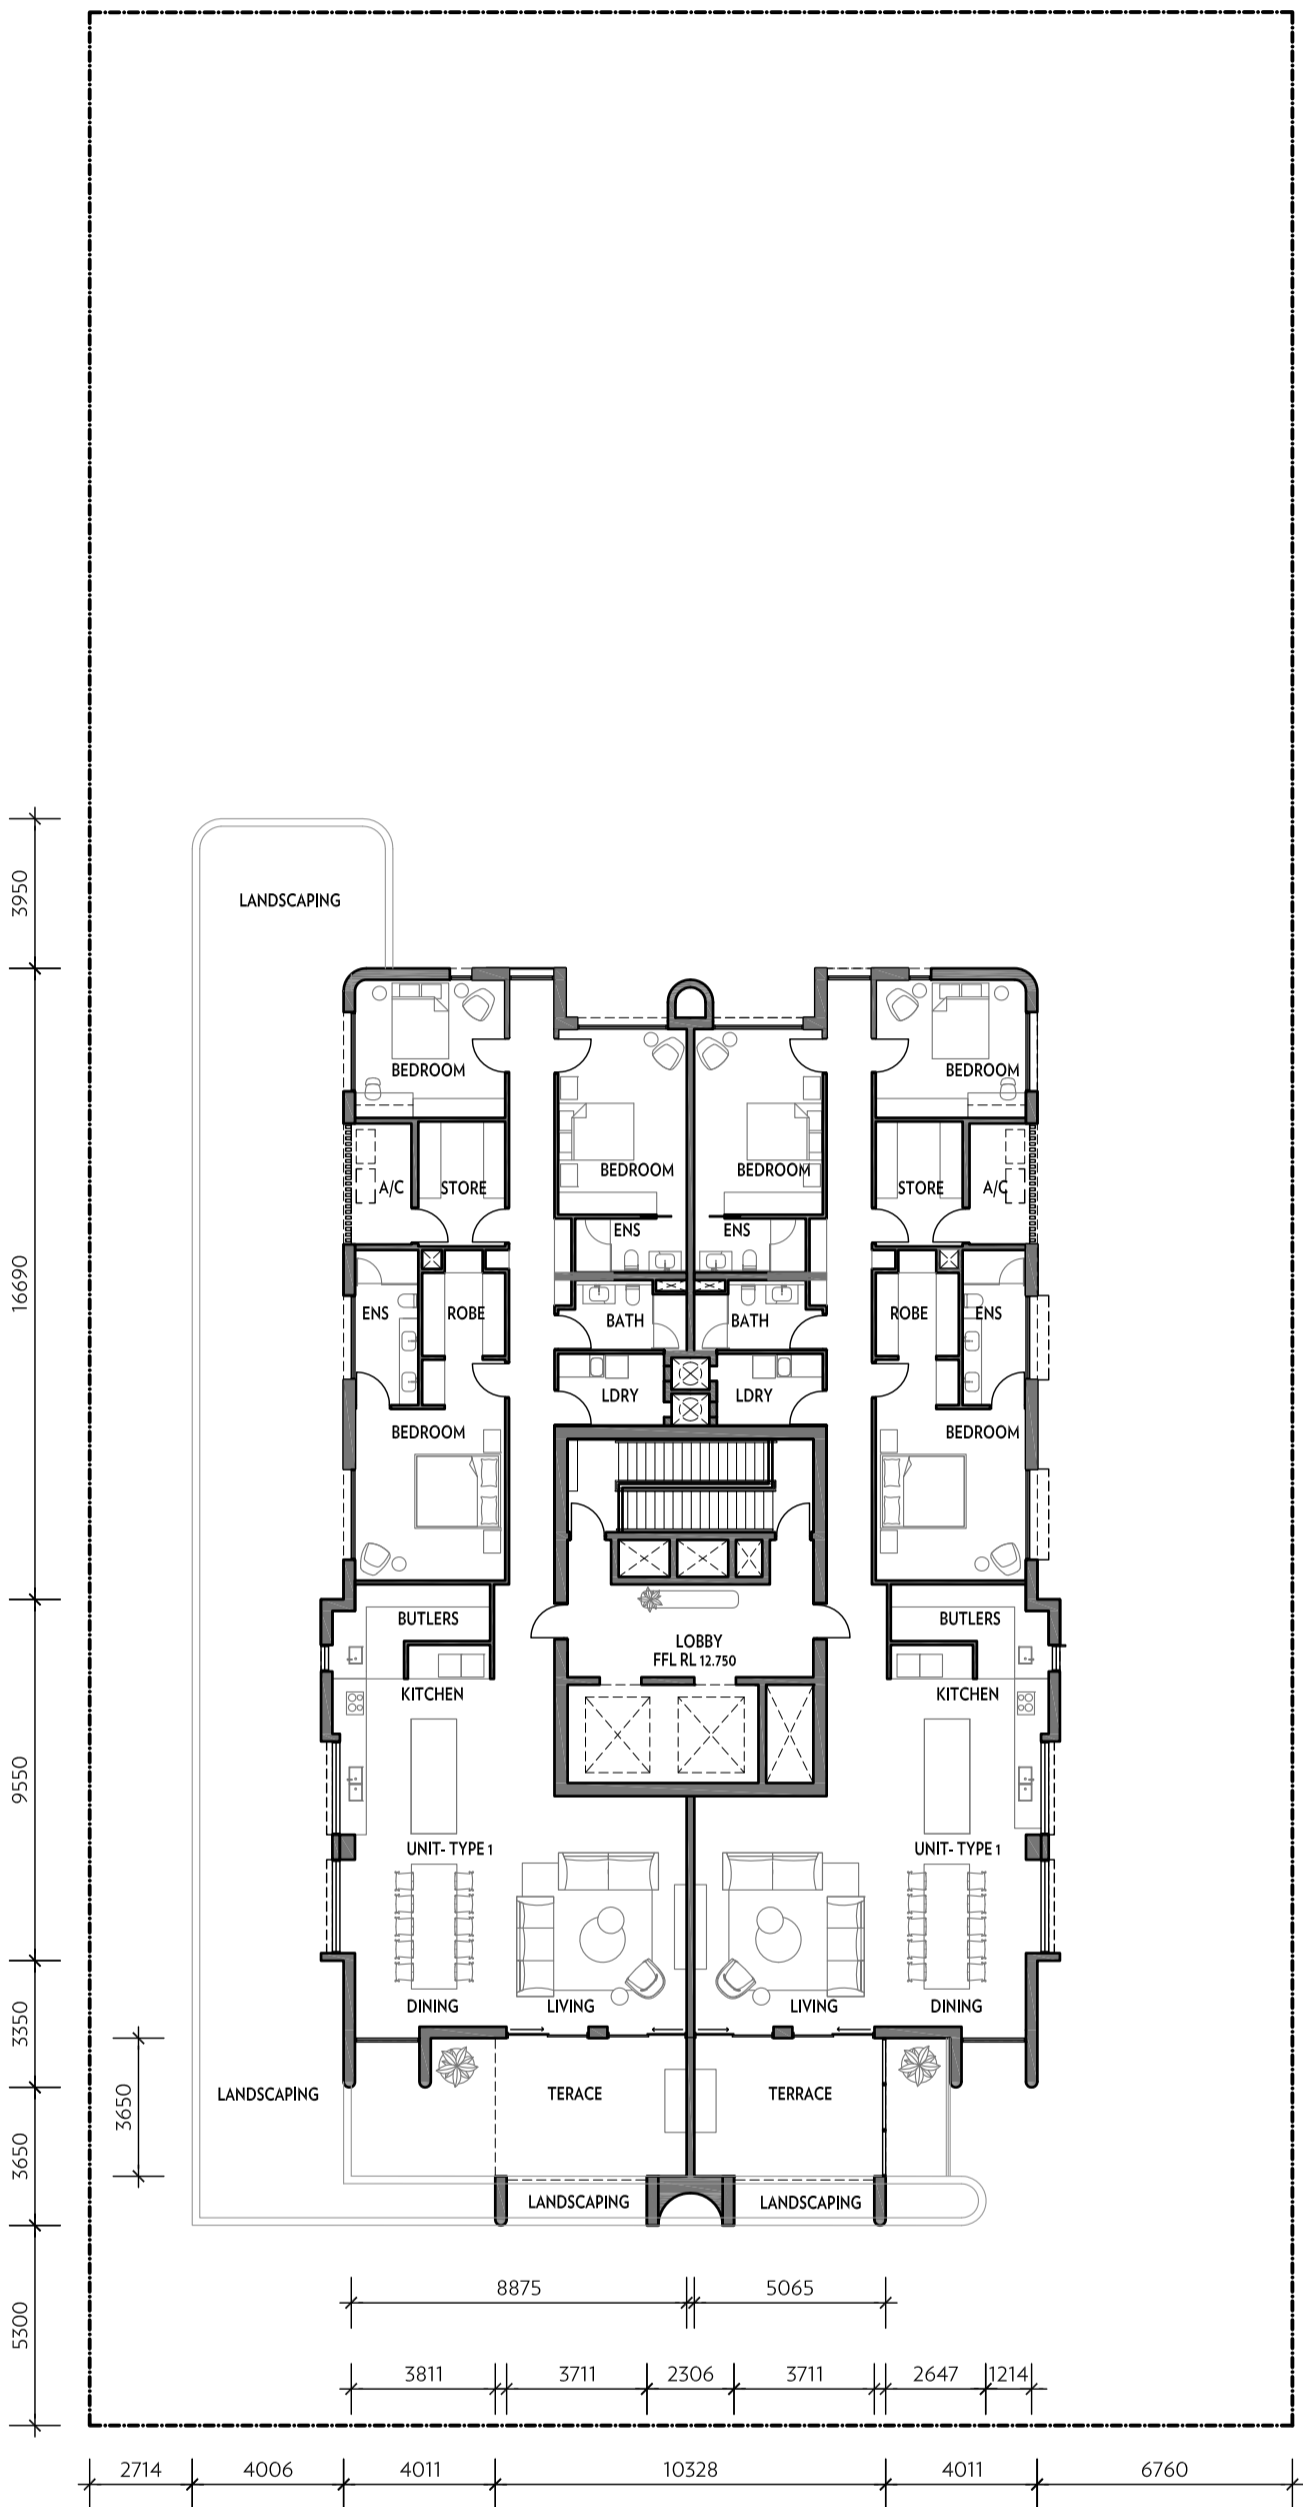 3950
LANDSCAPING
BEDROOM
BEDROOM
BEDROOM
BEDROOM
A/C
STORE
STORE
A/C
ENS
ENS
16690
ENS
ROBE
BATH
BATH
ROBE
ENS
LDRY
LDRY
BEDROOM
BEDROOM
BUTLERS
BUTLERS
LOBBY
FFL RL 12.750
KITCHEN
KITCHEN
9550
UNIT- TYPE 1
UNIT- TYPE 1
DINING
LIVING
LIVING
DINING
3350
LANDSCAPING
TERACE
TERRACE
3650
3650
LANDSCAPING
LANDSCAPING
8875
5065
5300
3811
3711
2306
3711
2647
1214
2714
4006
4011
10328
4011
6760